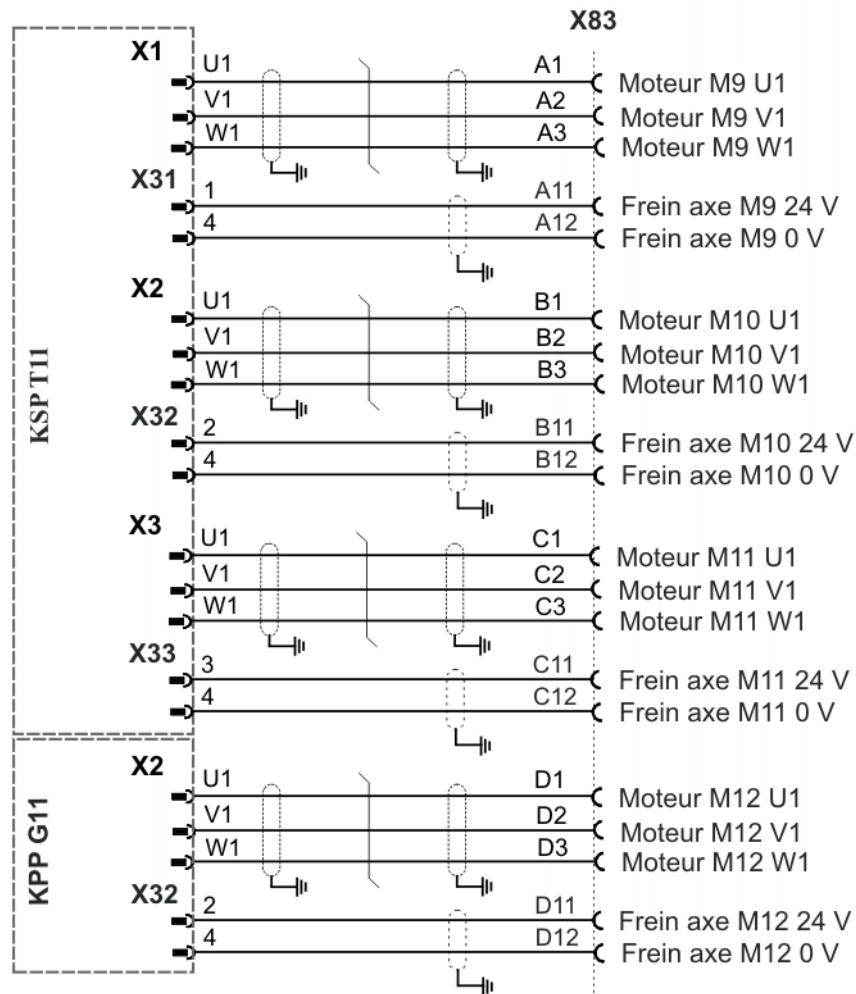 X83
X1
U1 A1 Moteur M9 U1
V1 A2 Moteur M9 V1
W1 A3 Moteur M9 W1
X31
1 A11 Frein axe M9 24 V
4 A12 Frein axe M9 0 V
X2
U1 B1 Moteur M10 U1
V1 B2 Moteur M10 V1
W1 B3 Moteur M10 W1
KSP T11
X32
2 B11 Frein axe M10 24 V
4 B12 Frein axe M10 0 V
X3
U1 C1 Moteur M11 U1
V1 C2 Moteur M11 V1
W1 C3 Moteur M11 W1
X33
3 C11 Frein axe M11 24 V
4 C12 Frein axe M11 0 V
X2
U1 D1 Moteur M12 U1
V1 D2 Moteur M12 V1
W1 D3 Moteur M12 W1
KPP G11
X32
2 D11 Frein axe M12 24 V
4 D12 Frein axe M12 0 V